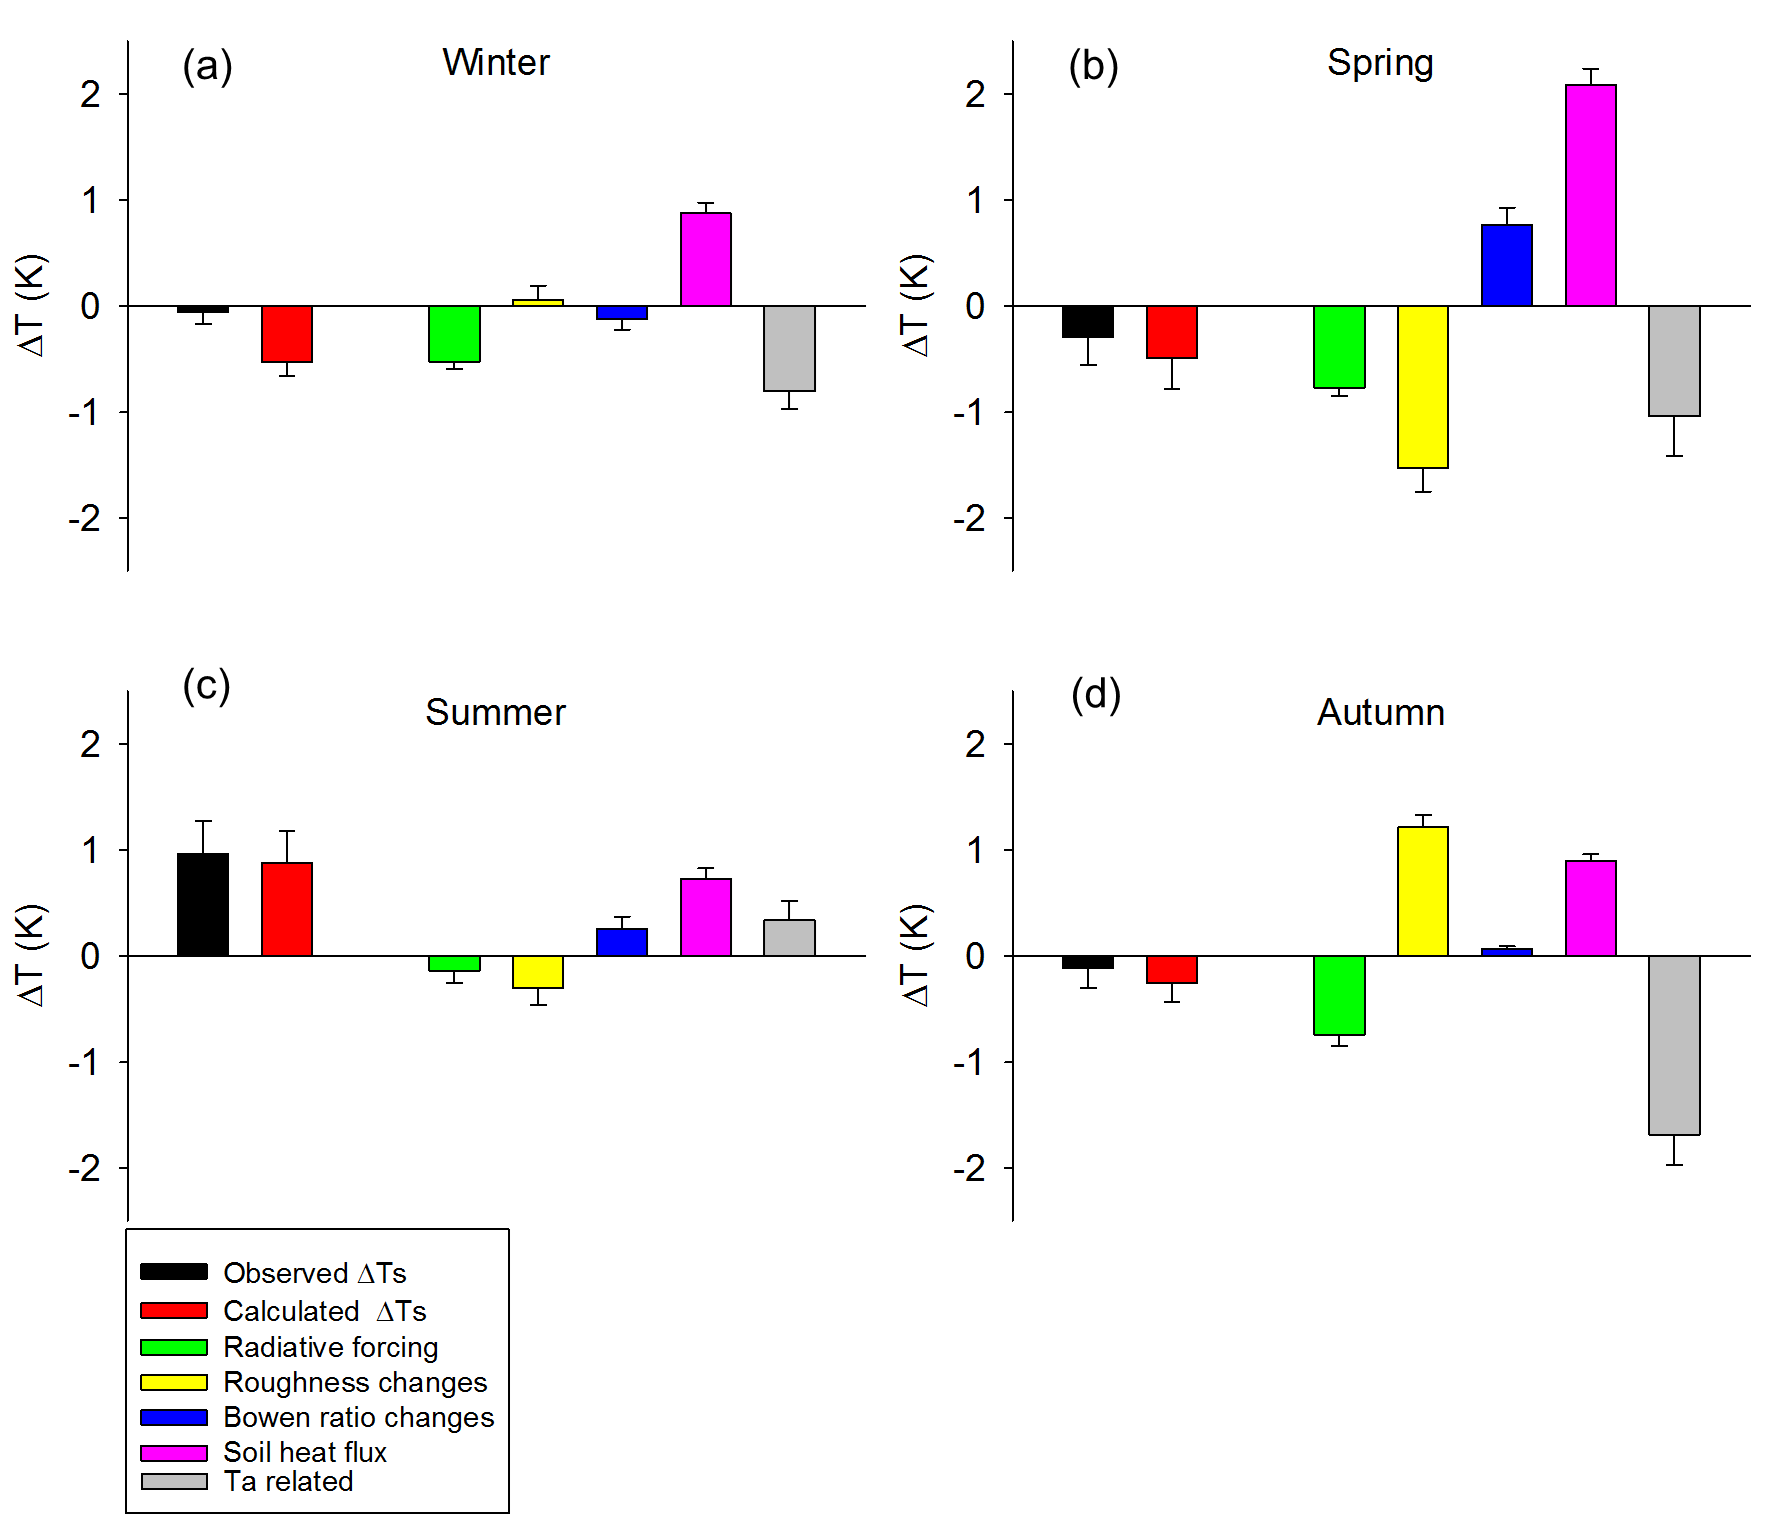 (a)
Winter
2
1
0
-1
-2
ΔT (K)
(b)
Spring
2
1
0
-1
-2
ΔT (K)
(c)
Summer
2
1
0
-1
-2
ΔT (K)
(d)
Autumn
2
1
0
-1
-2
ΔT (K)
Observed ΔTs
Calculated ΔTs
Radiative forcing
Roughness changes
Bowen ratio changes
Soil heat flux
Ta related